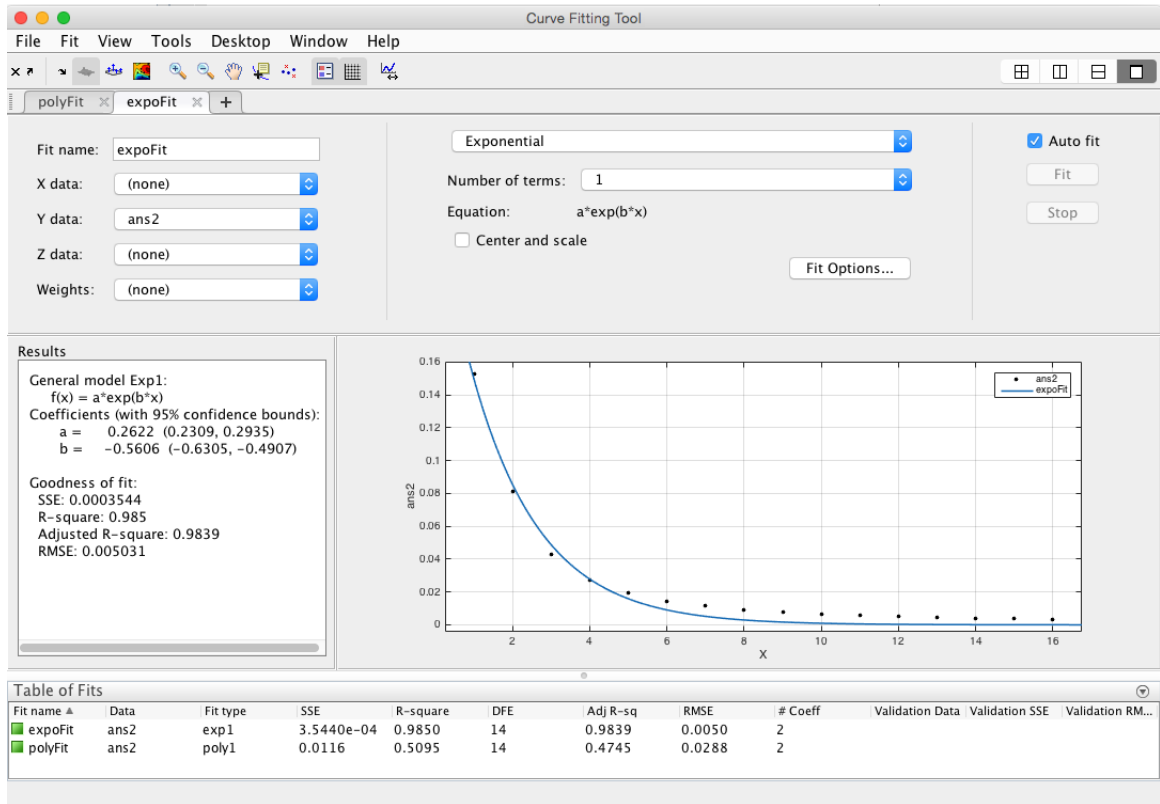 Curve Fitting Tool
File Fit View Tools Desktop Window Help
polyFit expoFit +
Fit name: expoFit
X data: (none)
Y data: ans2
Z data: (none)
Weights: (none)
Exponential
Number of terms: 1
Equation: a*exp(b*x)
Center and scale
Fit Options...
Auto fit
Fit
Stop
Results
General model Exp1:
f(x) = a*exp(b*x)
Coefficients (with 95% confidence bounds):
a = 0.2622 (0.2309, 0.2935)
b = -0.5606 (-0.6305, -0.4907)
Goodness of fit:
SSE: 0.0003544
R-square: 0.985
Adjusted R-square: 0.9839
RMSE: 0.005031
0.16
0.14
0.12
0.1
0.08
0.06
0.04
0.02
0
ans2
2 4 6 8 10 12 14 16
X
ans2
expoFit
Table of Fits
Fit name Data Fit type SSE R-square DFE Adj R-sq RMSE # Coeff Validation Data Validation SSE Validation RM...
expoFit ans2 exp1 3.5440e-04 0.9850 14 0.9839 0.0050 2
polyFit ans2 poly1 0.0116 0.5095 14 0.4745 0.0288 2